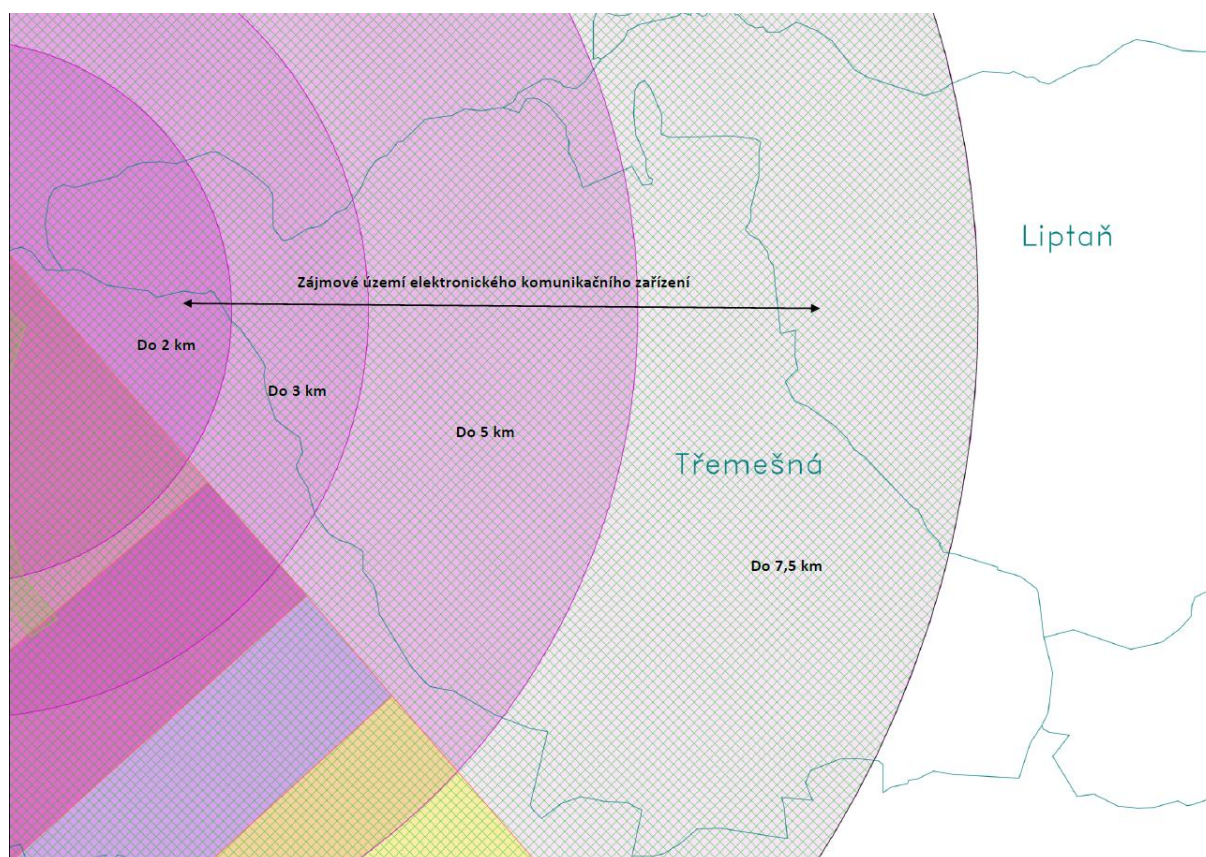 Liptaň
Zájmové území elektronického komunikačního zařízení
Do 2 km
Do 3 km
Do 5 km
Třemešná
Do 7,5 km